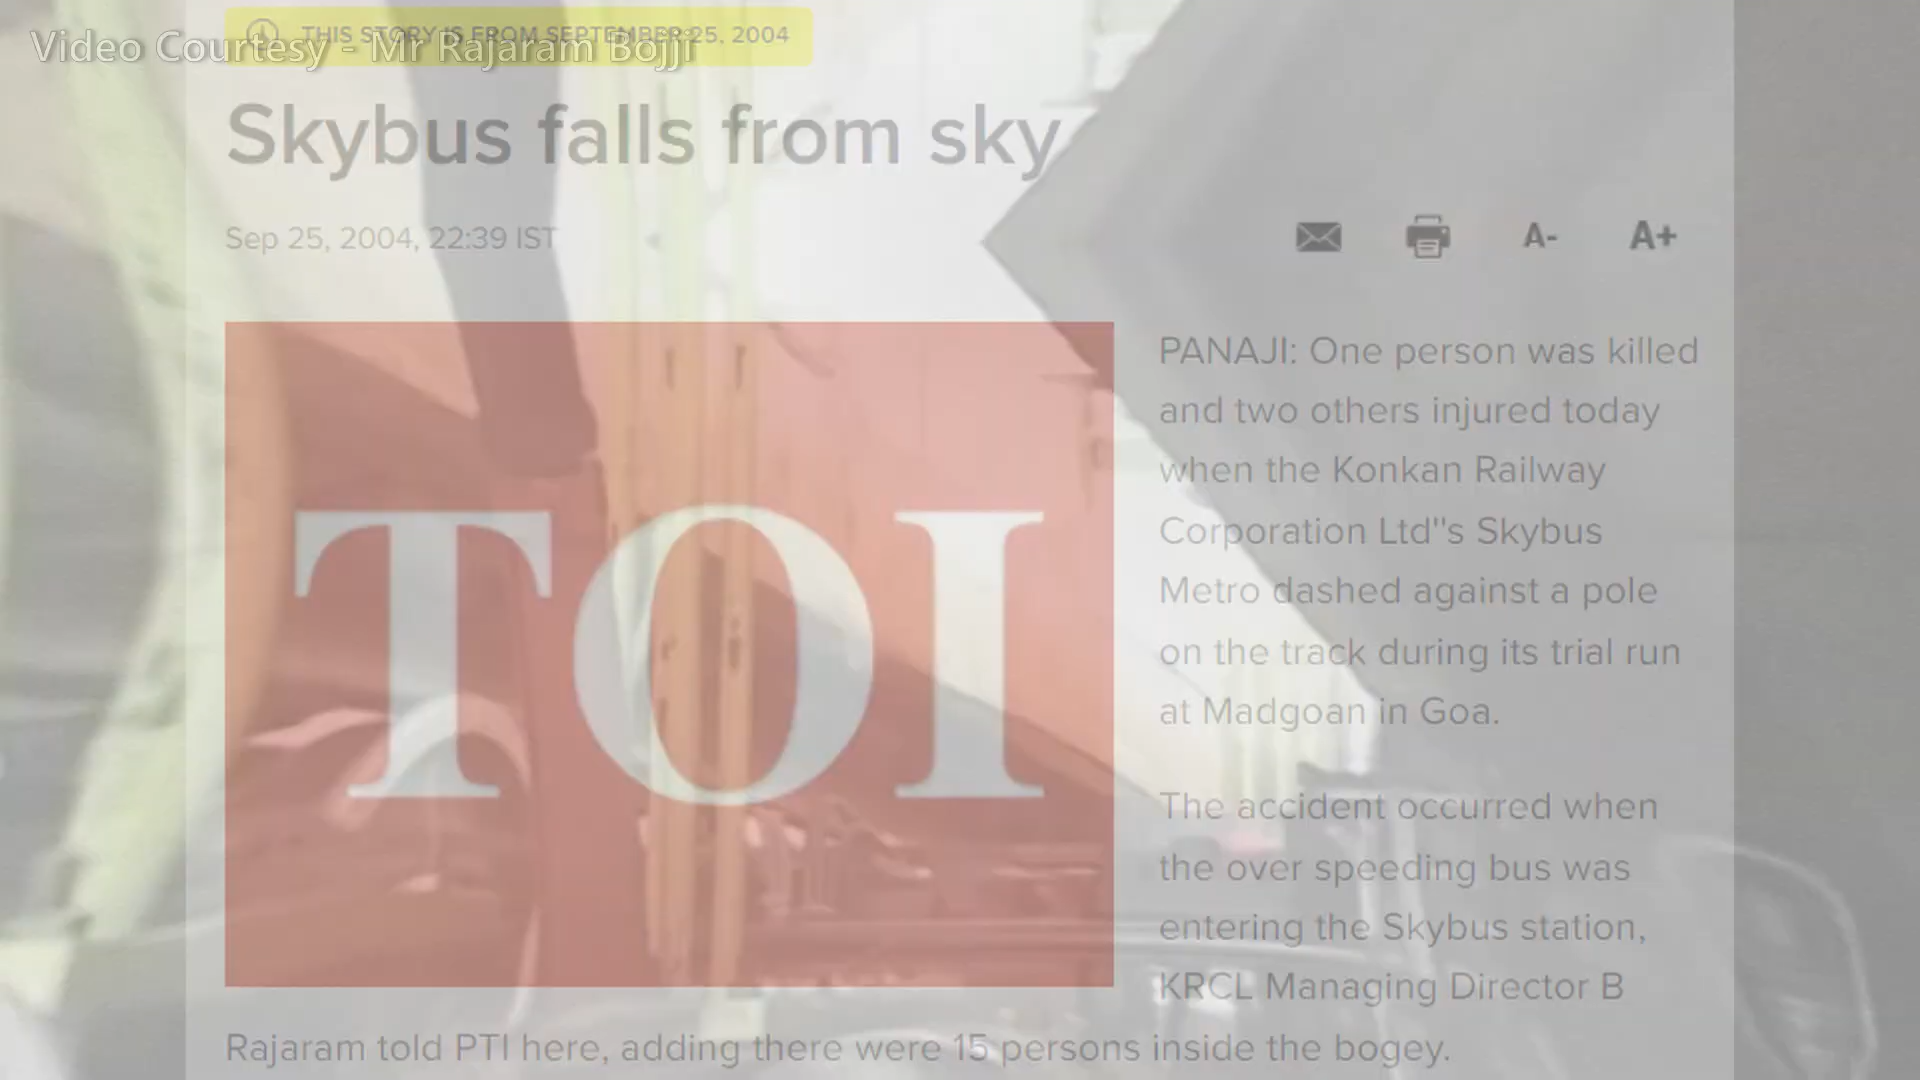 THIS STORY IS FROM SEPTEMBER 25, 2004
Video Courtesy - Mr Rajaram Bojji
Skybus falls from sky
Sep 25, 2004, 22:39 IST
A- A+
TOI
PANAJI: One person was killed
and two others injured today
when the Konkan Railway
Corporation Ltd''s Skybus
Metro dashed against a pole
on the track during its trial run
at Madgoan in Goa.
The accident occurred when
the over speeding bus was
entering the Skybus station,
KRCL Managing Director B
Rajaram told PTI here, adding there were 15 persons inside the bogey.